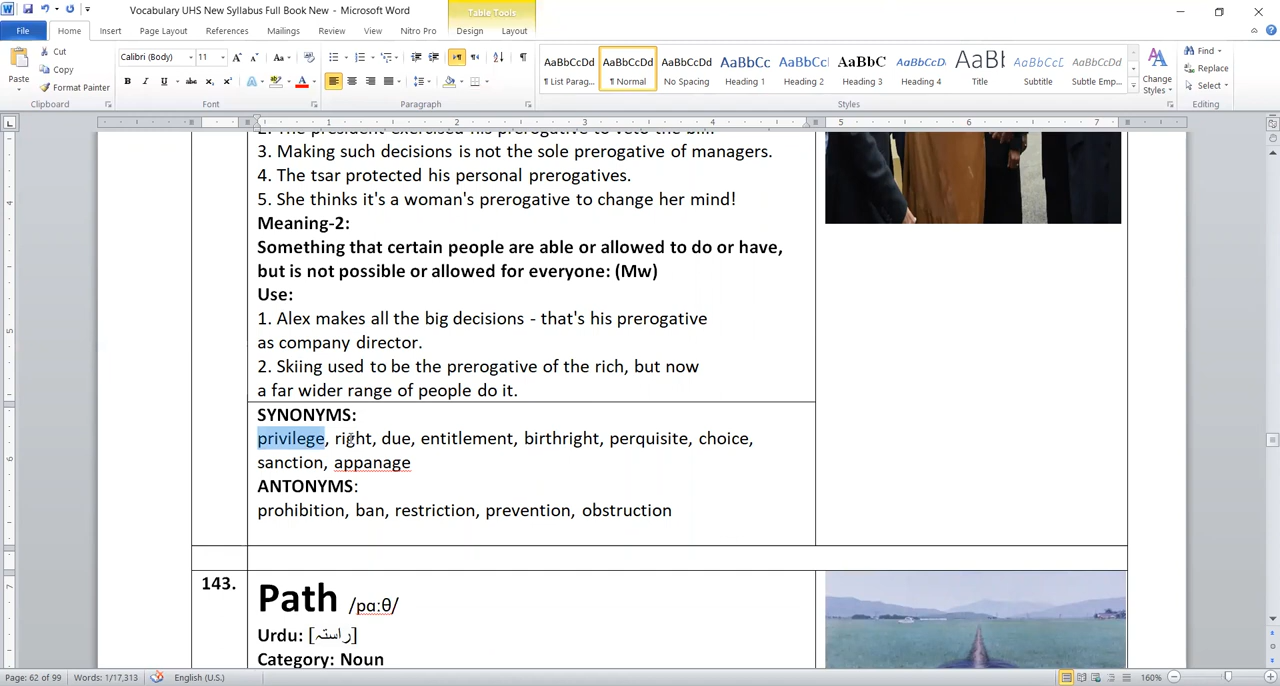 Vocabulary UHS New Syllabus Full Book New - Microsoft Word
Table Tools
File Home Insert Page Layout References Mailings Review View Nitro Pro Design Layout
Cut
Copy
Format Painter
Paste
Clipboard
Calibri (Body) 11
Font
Paragraph
AaBbCcDd AaBbCcDd AaBbCcDd AaBbCc AaBbCc AaBbCc AaBbCcD
¶ List Parag... ¶ Normal No Spacing Heading 1 Heading 2 Heading 3 Heading 4 Title Subtitle Subtle Emp...
Styles
Change Styles
Find
Replace
Select
Editing
1 2 3 4 5 6 7
2. The president exercised his prerogative to veto the bill.
3. Making such decisions is not the sole prerogative of managers.
4. The tsar protected his personal prerogatives.
5. She thinks it's a woman's prerogative to change her mind!
Meaning-2:
Something that certain people are able or allowed to do or have,
but is not possible or allowed for everyone: (Mw)
Use:
1. Alex makes all the big decisions - that's his prerogative
as company director.
2. Skiing used to be the prerogative of the rich, but now
a far wider range of people do it.
SYNONYMS:
privilege, right, due, entitlement, birthright, perquisite, choice,
sanction, appanage
ANTONYMS:
prohibition, ban, restriction, prevention, obstruction
143.
Path /pɑːθ/
Urdu: [راستہ]
Category: Noun
Page: 62 of 99 Words: 1/17,313 English (U.S.) 160%